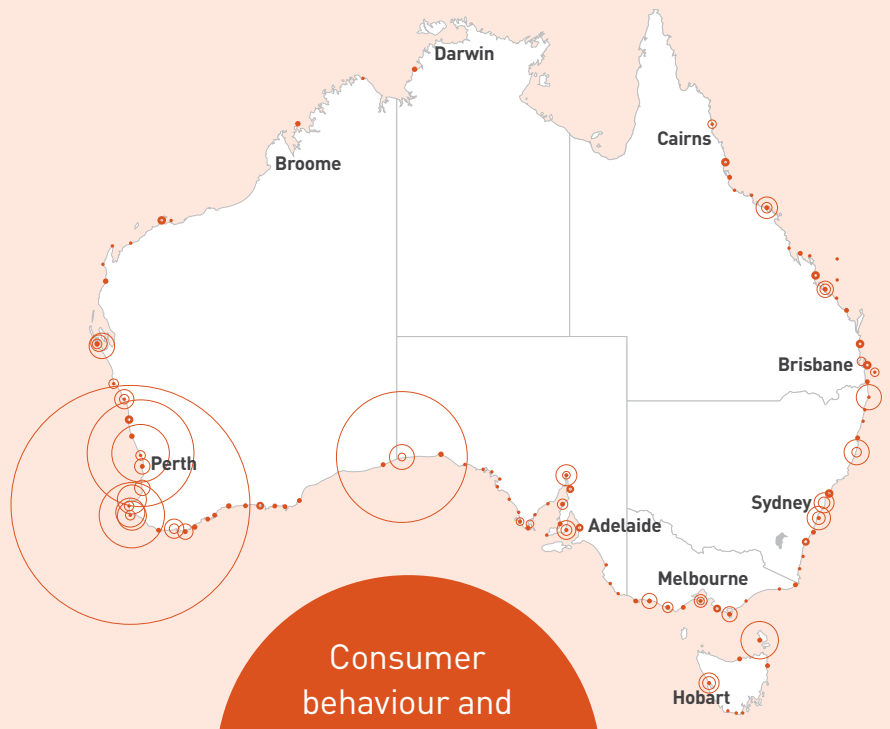 Darwin
Cairns
Broome
Brisbane
Perth
Sydney
Adelaide
Melbourne
Hobart
Consumer
behaviour and